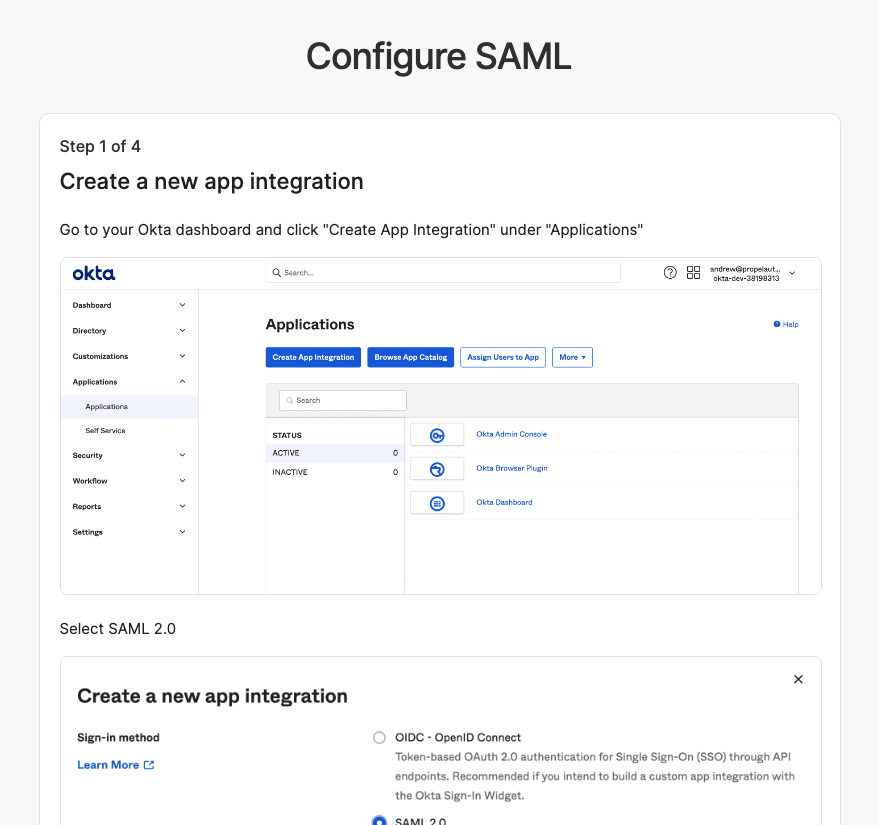 Configure SAML
Step 1 of 4
Create a new app integration
Go to your Okta dashboard and click "Create App Integration" under "Applications"
okta
Search...
andrew@propelaut...
okta-dev-38198313
Dashboard
Directory
Customizations
Applications
Applications
Self Service
Security
Workflow
Reports
Settings
Applications
Help
Create App Integration
Browse App Catalog
Assign Users to App
More
Search
STATUS
ACTIVE 0
INACTIVE 0
Okta Admin Console
Okta Browser Plugin
Okta Dashboard
Select SAML 2.0
Create a new app integration
Sign-in method
Learn More
OIDC - OpenID Connect
Token-based OAuth 2.0 authentication for Single Sign-On (SSO) through API
endpoints. Recommended if you intend to build a custom app integration with
the Okta Sign-In Widget.
SAML 2.0